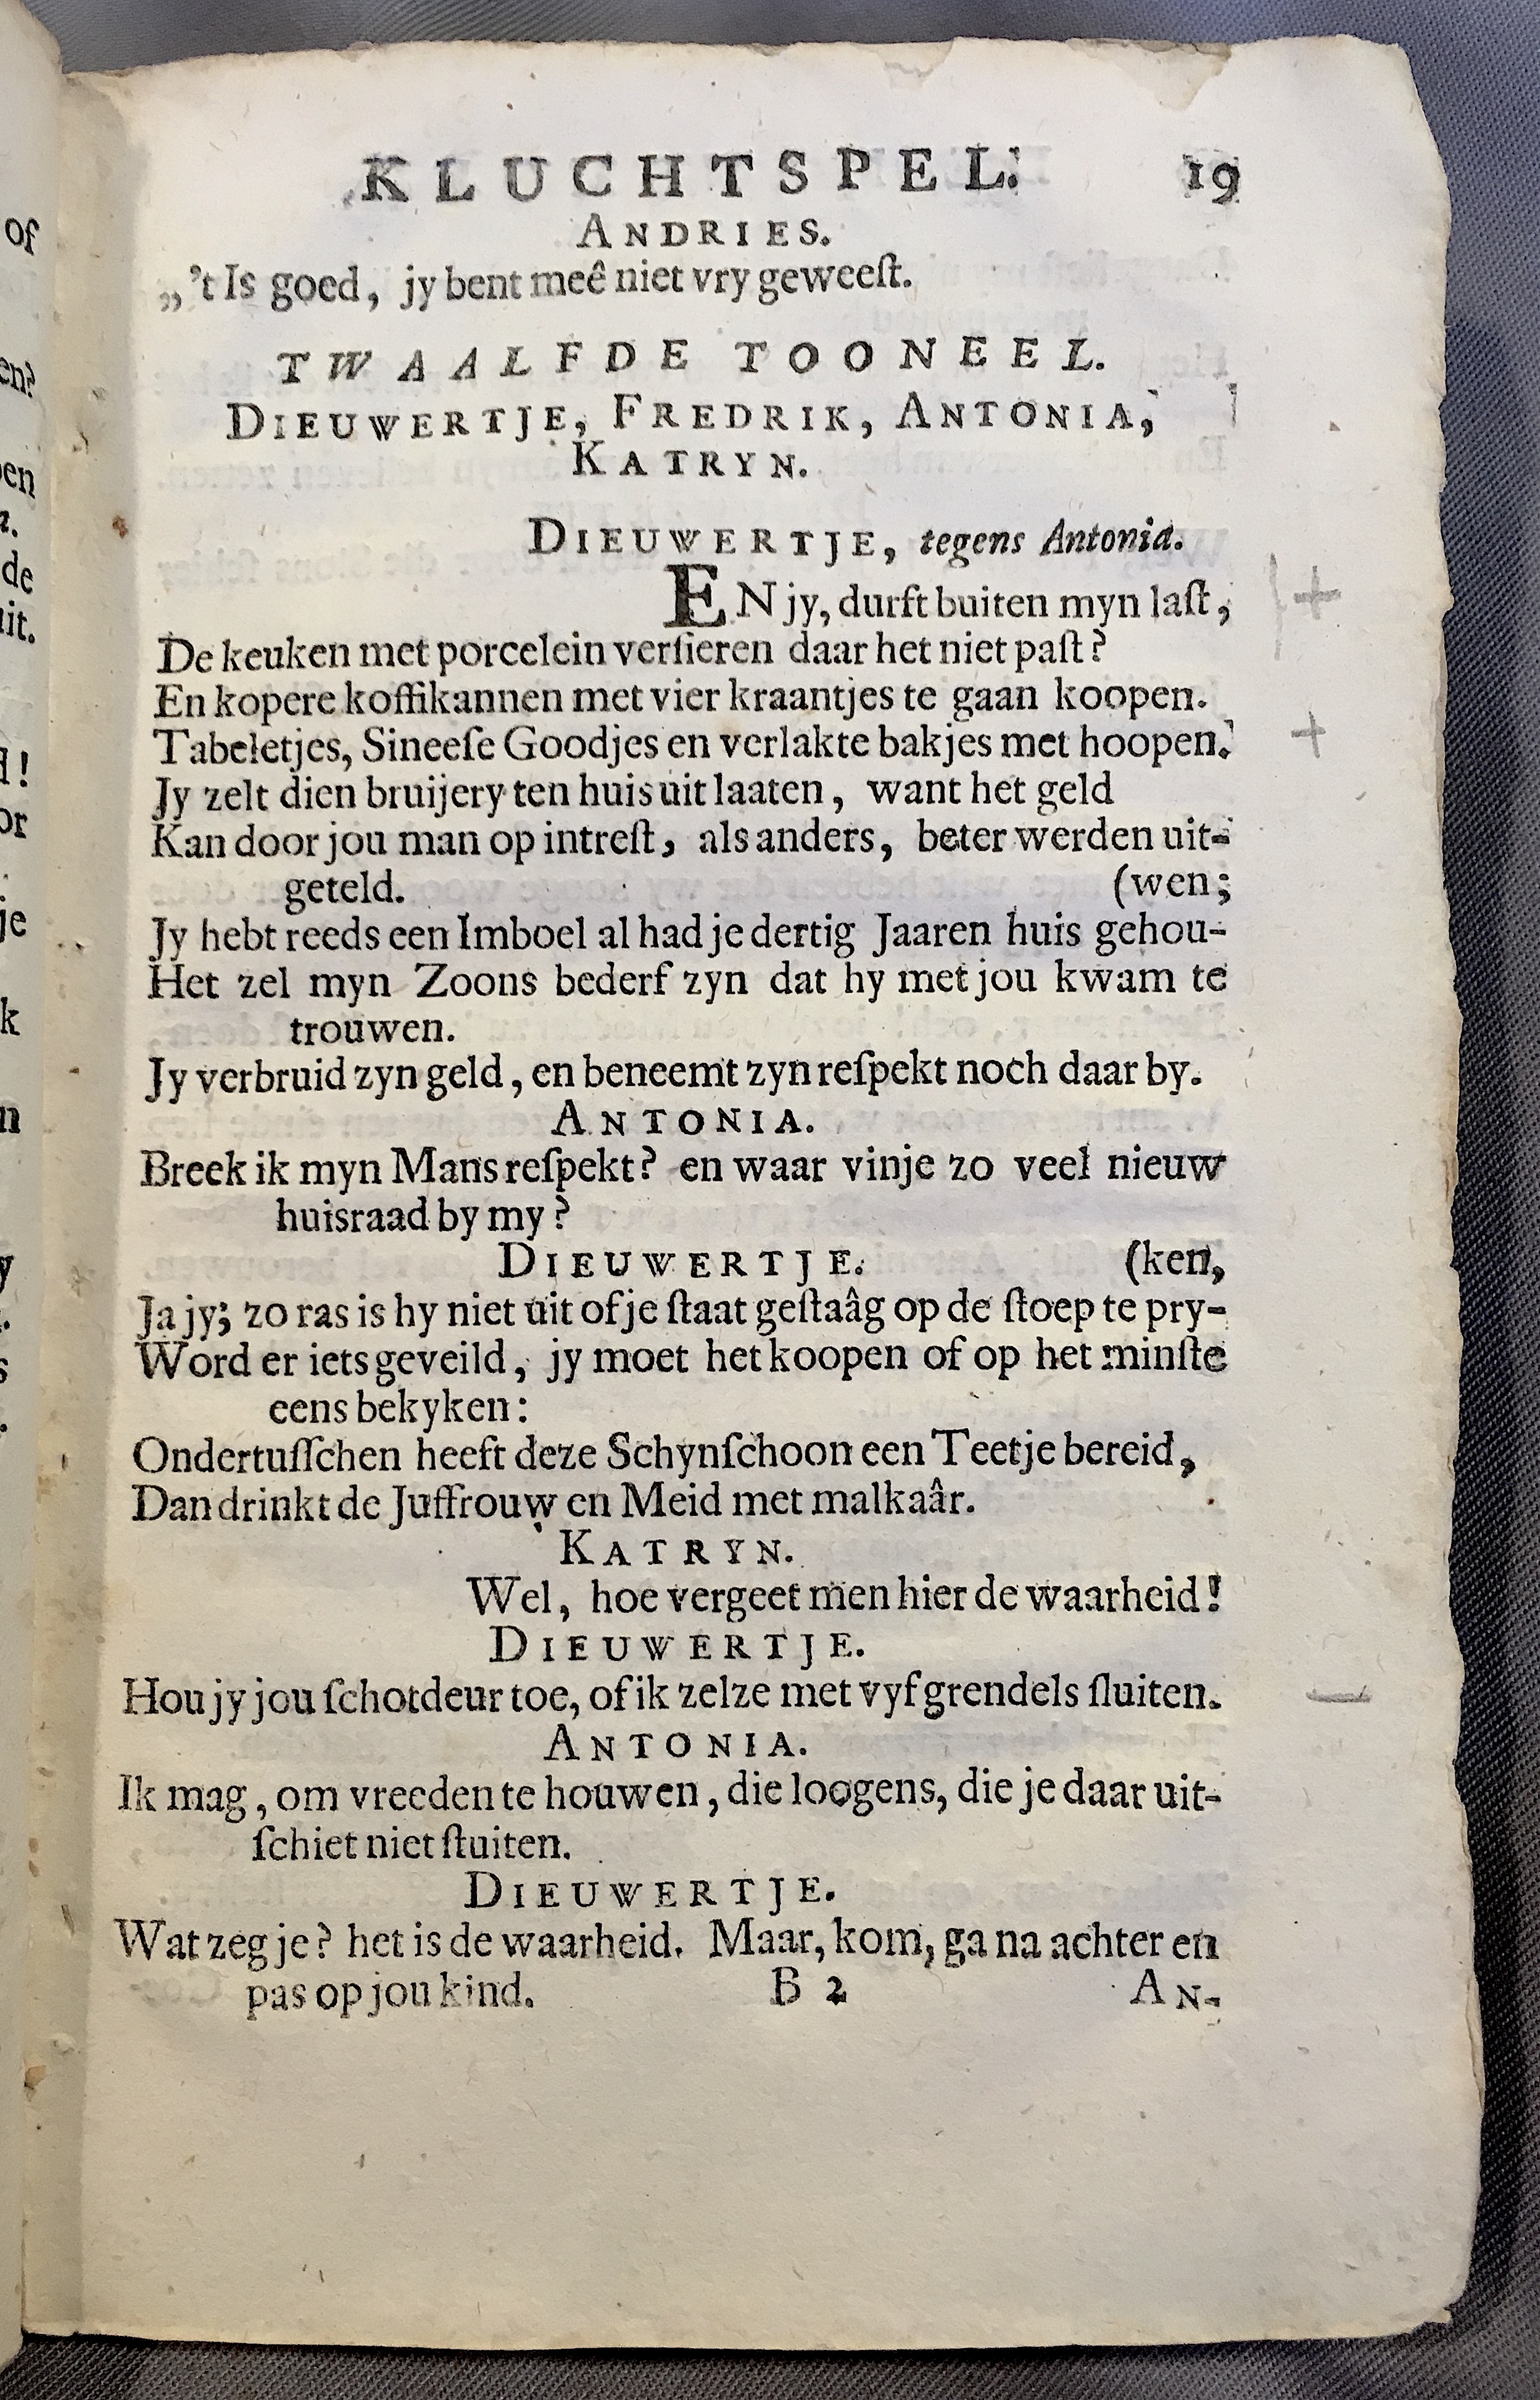 KLUCHTSPEL. 19
ANDRIES.
„'t Is goed, jy bent meê niet vry geweeſt.
TWAALFDE TOONEEL.
DIEUWERTJE, FREDRIK, ANTONIA,
KATRYN.
DIEUWERTJE, tegens Antonia.
EN jy, durft buiten myn laſt,
De keuken met porcelein verſieren daar het niet paſt?
En kopere koffikannen met vier kraantjes te gaan koopen.
Tabeletjes, Sineeſe Goodjes en verlakte bakjes met hoopen.
Jy zelt dien bruijery ten huis uit laaten, want het geld
Kan door jou man op intreſt, als anders, beter werden uit-
geteld. (wen;
Jy hebt reeds een Imboel al had je dertig Jaaren huis gehou-
Het zel myn Zoons bederf zyn dat hy met jou kwam te
trouwen.
Jy verbruid zyn geld, en beneemt zyn reſpekt noch daar by.
ANTONIA.
Breek ik myn Mans reſpekt? en waar vinje zo veel nieuw
huisraad by my?
DIEUWERTJE. (ken,
Ja jy; zo ras is hy niet uit of je ſtaat geſtaâg op de ſtoep te pry-
Word er iets geveild, jy moet het koopen of op het minſte
eens bekyken:
Ondertuſſchen heeft deze Schynſchoon een Teetje bereid,
Dan drinkt de Juffrouw en Meid met malkaâr.
KATRYN.
Wel, hoe vergeet men hier de waarheid!
DIEUWERTJE.
Hou jy jou ſchotdeur toe, of ik zelze met vyf grendels ſluiten.
ANTONIA.
Ik mag, om vreeden te houwen, die loogens, die je daar uit-
ſchiet niet ſtuiten.
DIEUWERTJE.
Wat zeg je? het is de waarheid. Maar, kom, ga na achter en
pas op jou kind. B 2 AN-
of
en?
en
de
uit.
d!
or
je
k
n
y
s